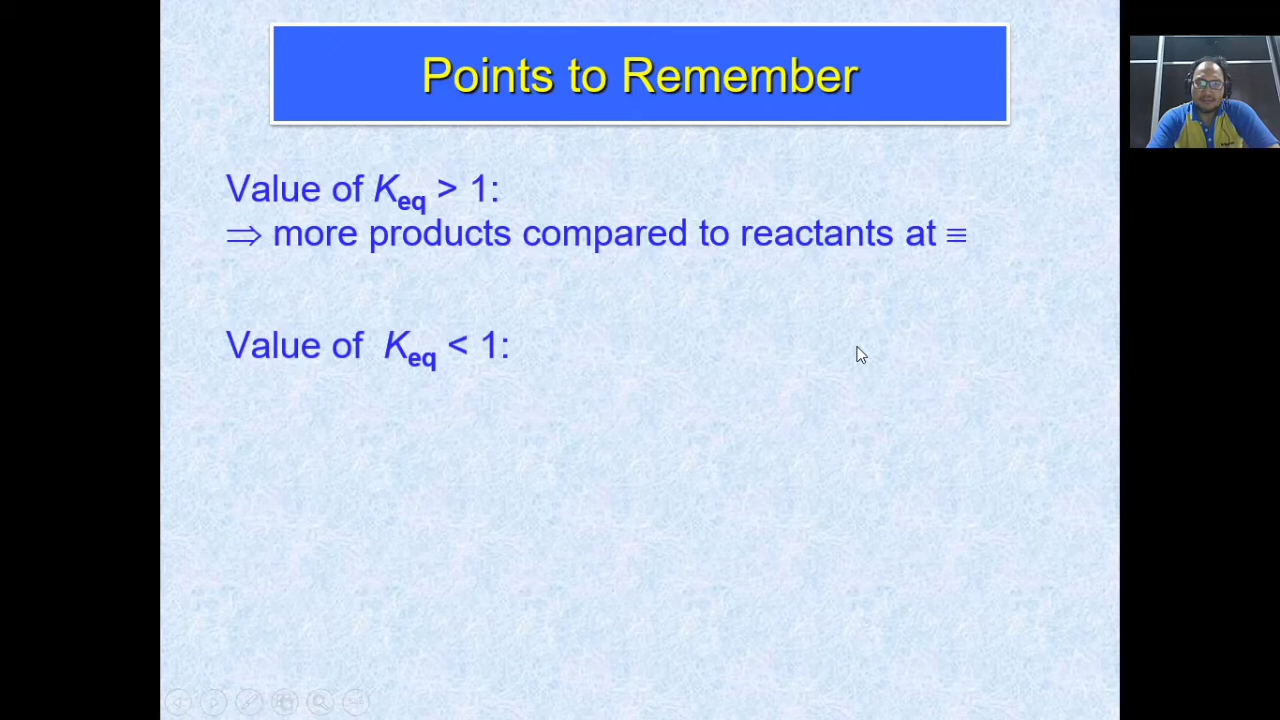 Points to Remember
Value of Keq > 1:
⇒ more products compared to reactants at ≡
Value of Keq < 1: